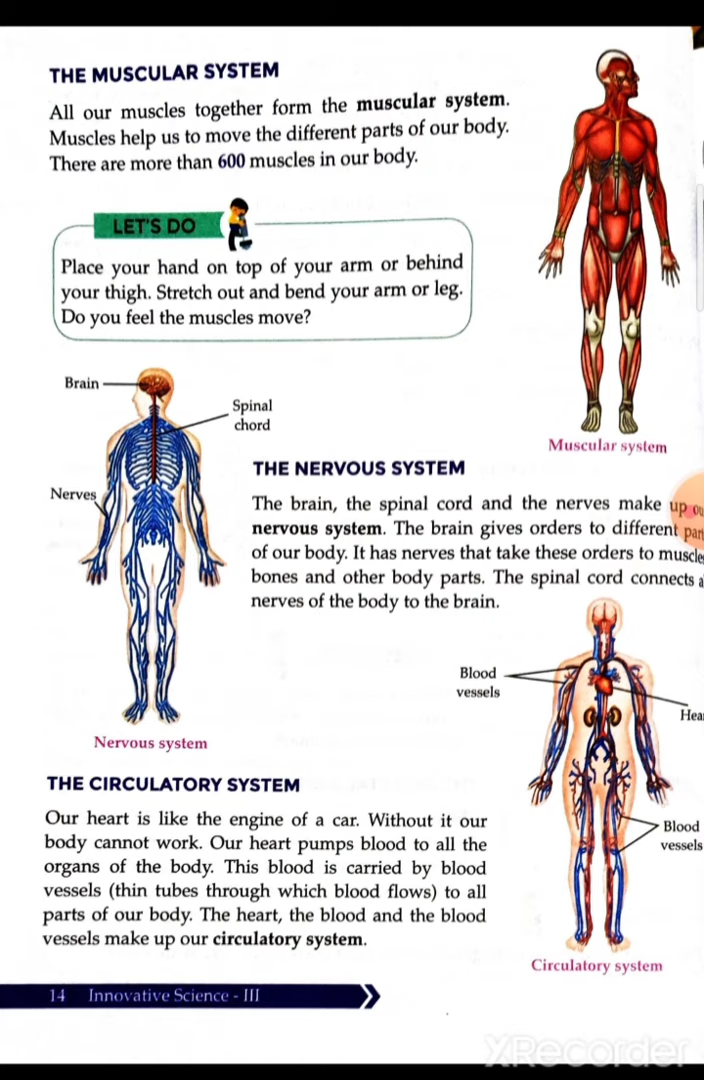 THE MUSCULAR SYSTEM
All our muscles together form the muscular system.
Muscles help us to move the different parts of our body.
There are more than 600 muscles in our body.
LET'S DO
Place your hand on top of your arm or behind
your thigh. Stretch out and bend your arm or leg.
Do you feel the muscles move?
Muscular system
Brain
Spinal
chord
Nerves
Nervous system
THE NERVOUS SYSTEM
The brain, the spinal cord and the nerves make up ou
nervous system. The brain gives orders to different par
of our body. It has nerves that take these orders to muscle
bones and other body parts. The spinal cord connects a
nerves of the body to the brain.
Blood
vessels
Hea
Blood
vessels
Circulatory system
THE CIRCULATORY SYSTEM
Our heart is like the engine of a car. Without it our
body cannot work. Our heart pumps blood to all the
organs of the body. This blood is carried by blood
vessels (thin tubes through which blood flows) to all
parts of our body. The heart, the blood and the blood
vessels make up our circulatory system.
14 Innovative Science - III
XRecorder